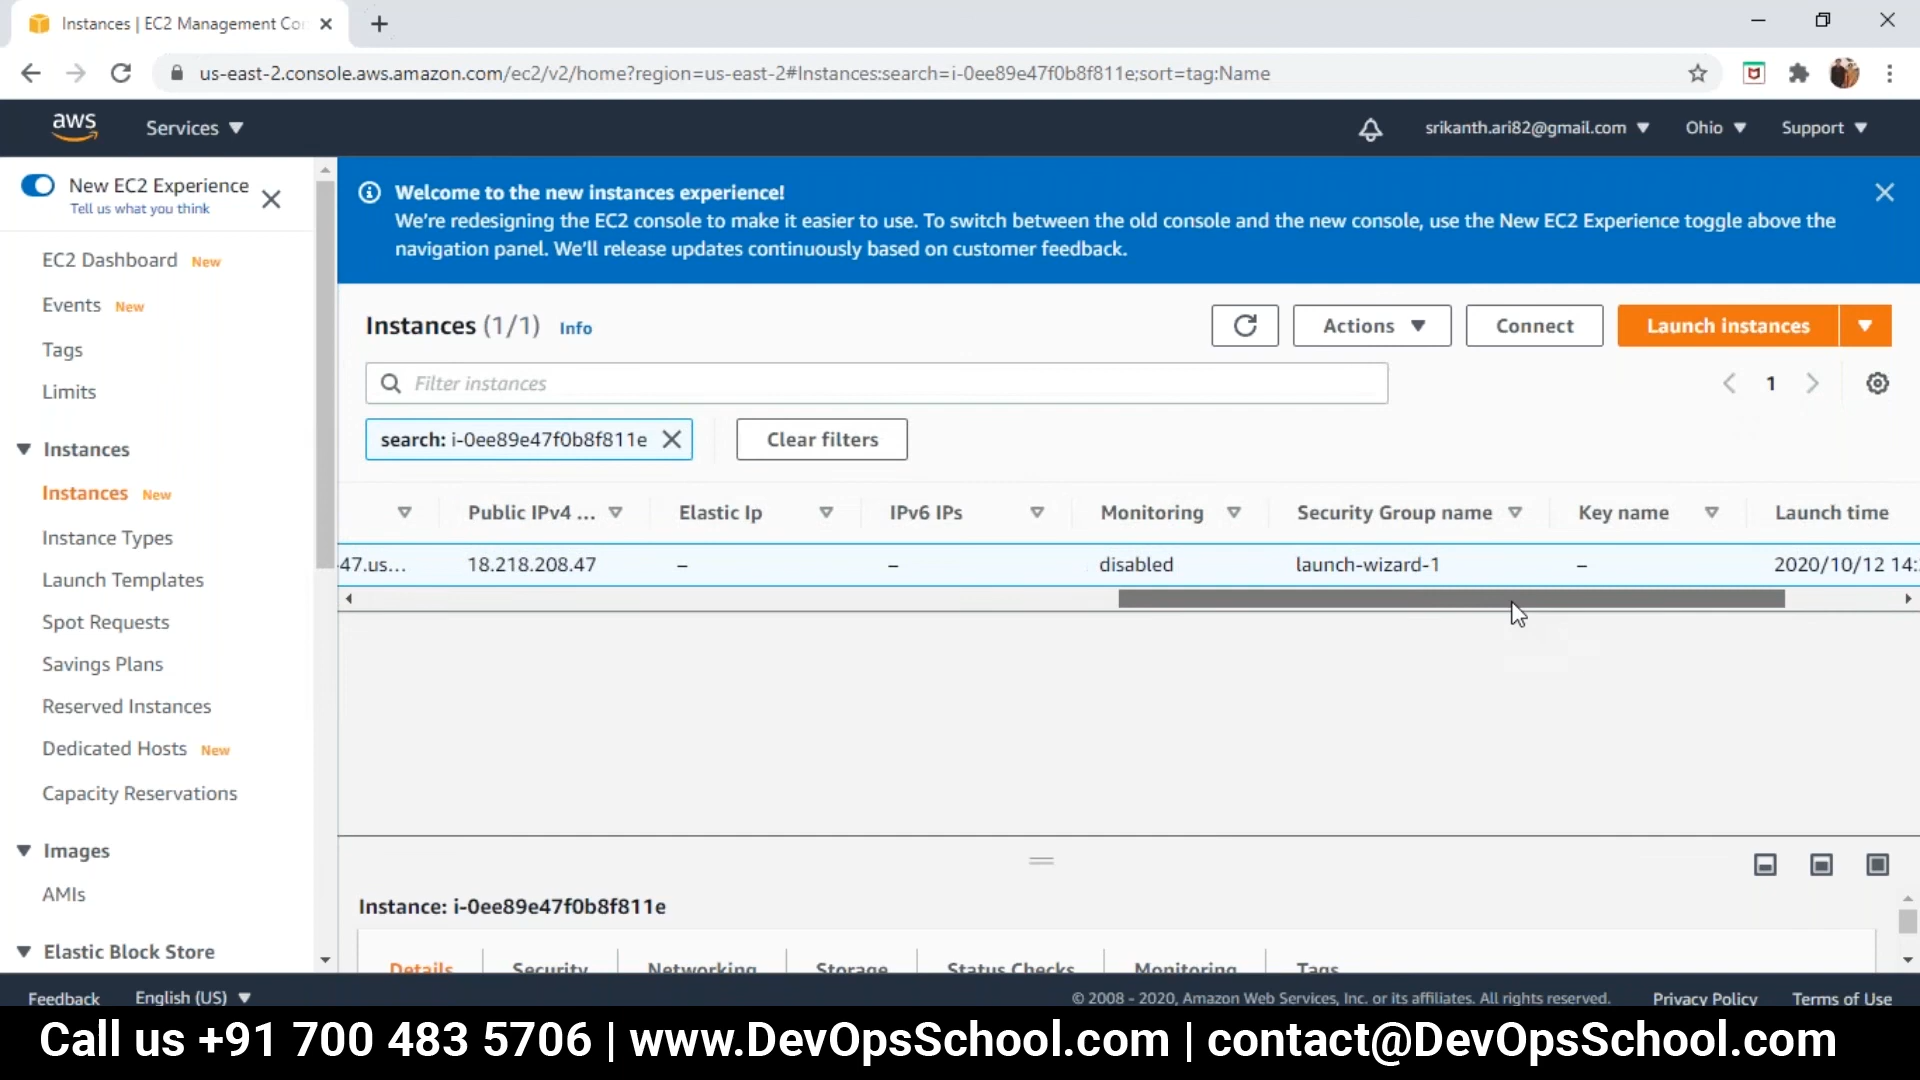 Instances | EC2 Management Co
us-east-2.console.aws.amazon.com/ec2/v2/home?region=us-east-2#Instances:search=i-0ee89e47f0b8f811e;sort=tag:Name
aws
Services
srikanth.ari82@gmail.com
Ohio
Support
New EC2 Experience
Tell us what you think
EC2 Dashboard New
Events New
Tags
Limits
Instances
Instances New
Instance Types
Launch Templates
Spot Requests
Savings Plans
Reserved Instances
Dedicated Hosts New
Capacity Reservations
Images
AMIs
Elastic Block Store
Welcome to the new instances experience!
We're redesigning the EC2 console to make it easier to use. To switch between the old console and the new console, use the New EC2 Experience toggle above the
navigation panel. We'll release updates continuously based on customer feedback.
Instances (1/1) Info
Actions
Connect
Launch instances
Filter instances
1
search: i-0ee89e47f0b8f811e
Clear filters
Public IPv4 ... Elastic Ip IPv6 IPs Monitoring Security Group name Key name Launch time
-47.us... 18.218.208.47 – – disabled launch-wizard-1 – 2020/10/12 14:
Instance: i-0ee89e47f0b8f811e
Details Security Networking Storage Status Checks Monitoring Tags
Feedback English (US) © 2008 - 2020, Amazon Web Services, Inc. or its affiliates. All rights reserved. Privacy Policy Terms of Use
Call us +91 700 483 5706 | www.DevOpsSchool.com | contact@DevOpsSchool.com